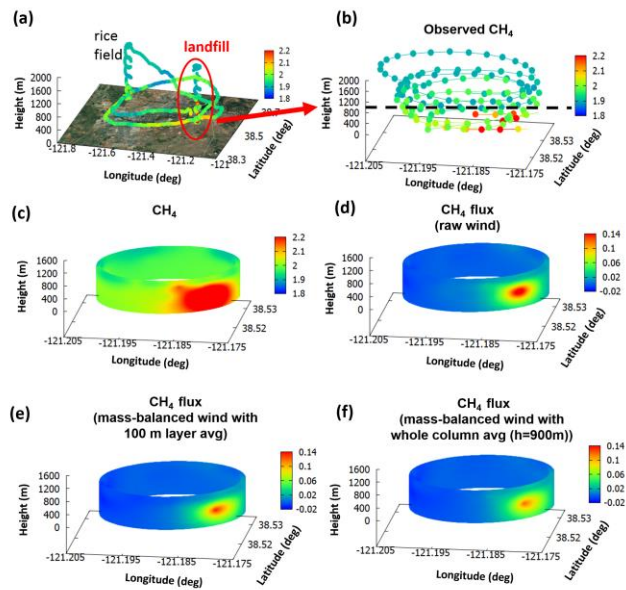 (a)
rice
field
landfill
2.2
2.1
2
1.9
1.8
Height (m)
2000
1600
1200
800
400
0
-121.8
-121.6
-121.4
-121.2
-121
38.3
38.5
Longitude (deg)
Latitude (deg)
(b)
Observed CH4
2.2
2.1
2
1.9
1.8
Height (m)
2000
1600
1200
800
400
0
-121.205
-121.195
-121.185
-121.175
38.52
38.53
Longitude (deg)
Latitude (deg)
(c)
CH4
2.2
2.1
2
1.9
1.8
Height (m)
1600
1200
800
400
0
-121.205
-121.195
-121.185
-121.175
38.52
38.53
Longitude (deg)
Latitude (deg)
(d)
CH4 flux
(raw wind)
0.14
0.10
0.06
0.02
-0.02
Height (m)
1600
1200
800
400
0
-121.205
-121.195
-121.185
-121.175
38.52
38.53
Longitude (deg)
Latitude (deg)
(e)
CH4 flux
(mass-balanced wind with
100 m layer avg)
0.14
0.10
0.06
0.02
-0.02
Height (m)
1600
1200
800
400
0
-121.205
-121.195
-121.185
-121.175
38.52
38.53
Longitude (deg)
Latitude (deg)
(f)
CH4 flux
(mass-balanced wind with
whole column avg (h=900m))
0.14
0.10
0.06
0.02
-0.02
Height (m)
1600
1200
800
400
0
-121.205
-121.195
-121.185
-121.175
38.52
38.53
Longitude (deg)
Latitude (deg)